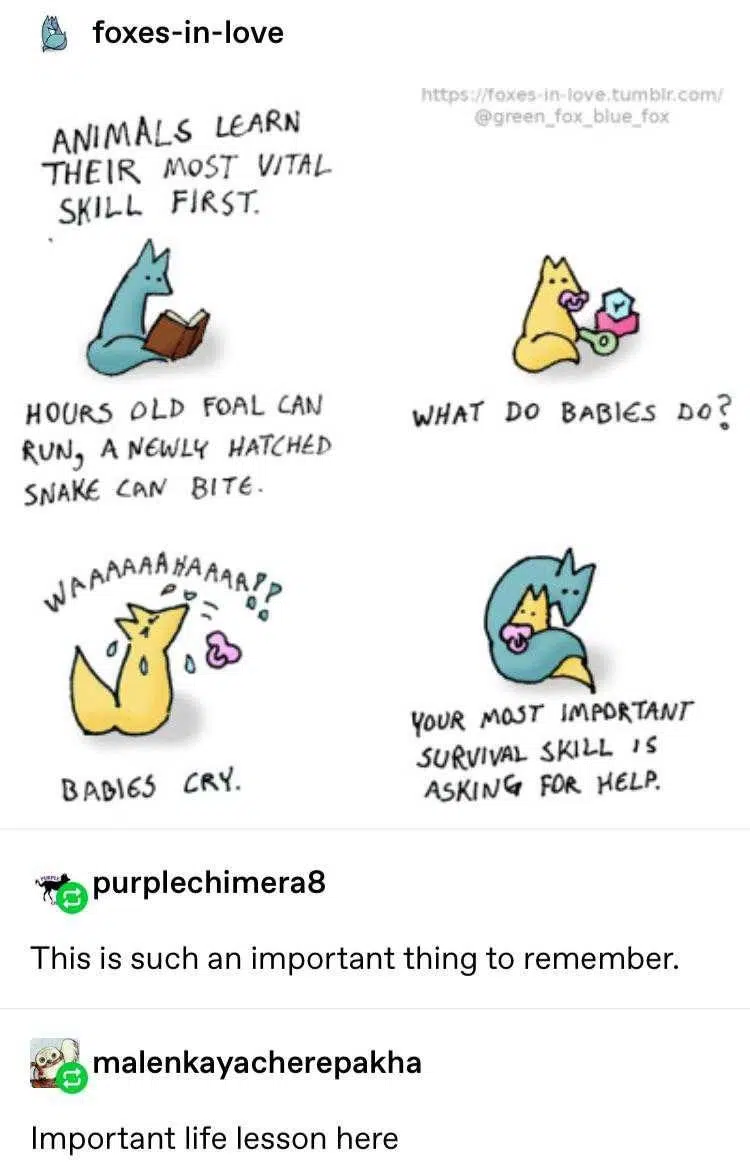 foxes-in-love
https://foxes-in-love.tumblr.com/
@green_fox_blue_fox
ANIMALS LEARN
THEIR MOST VITAL
SKILL FIRST.
HOURS OLD FOAL CAN
RUN, A NEWLY HATCHED
SNAKE CAN BITE.
WHAT DO BABIES DO?
WAAAAAAHAAAA??
BABIES CRY.
YOUR MOST IMPORTANT
SURVIVAL SKILL IS
ASKING FOR HELP.
purplechimera8
This is such an important thing to remember.
malenkayacherepakha
Important life lesson here